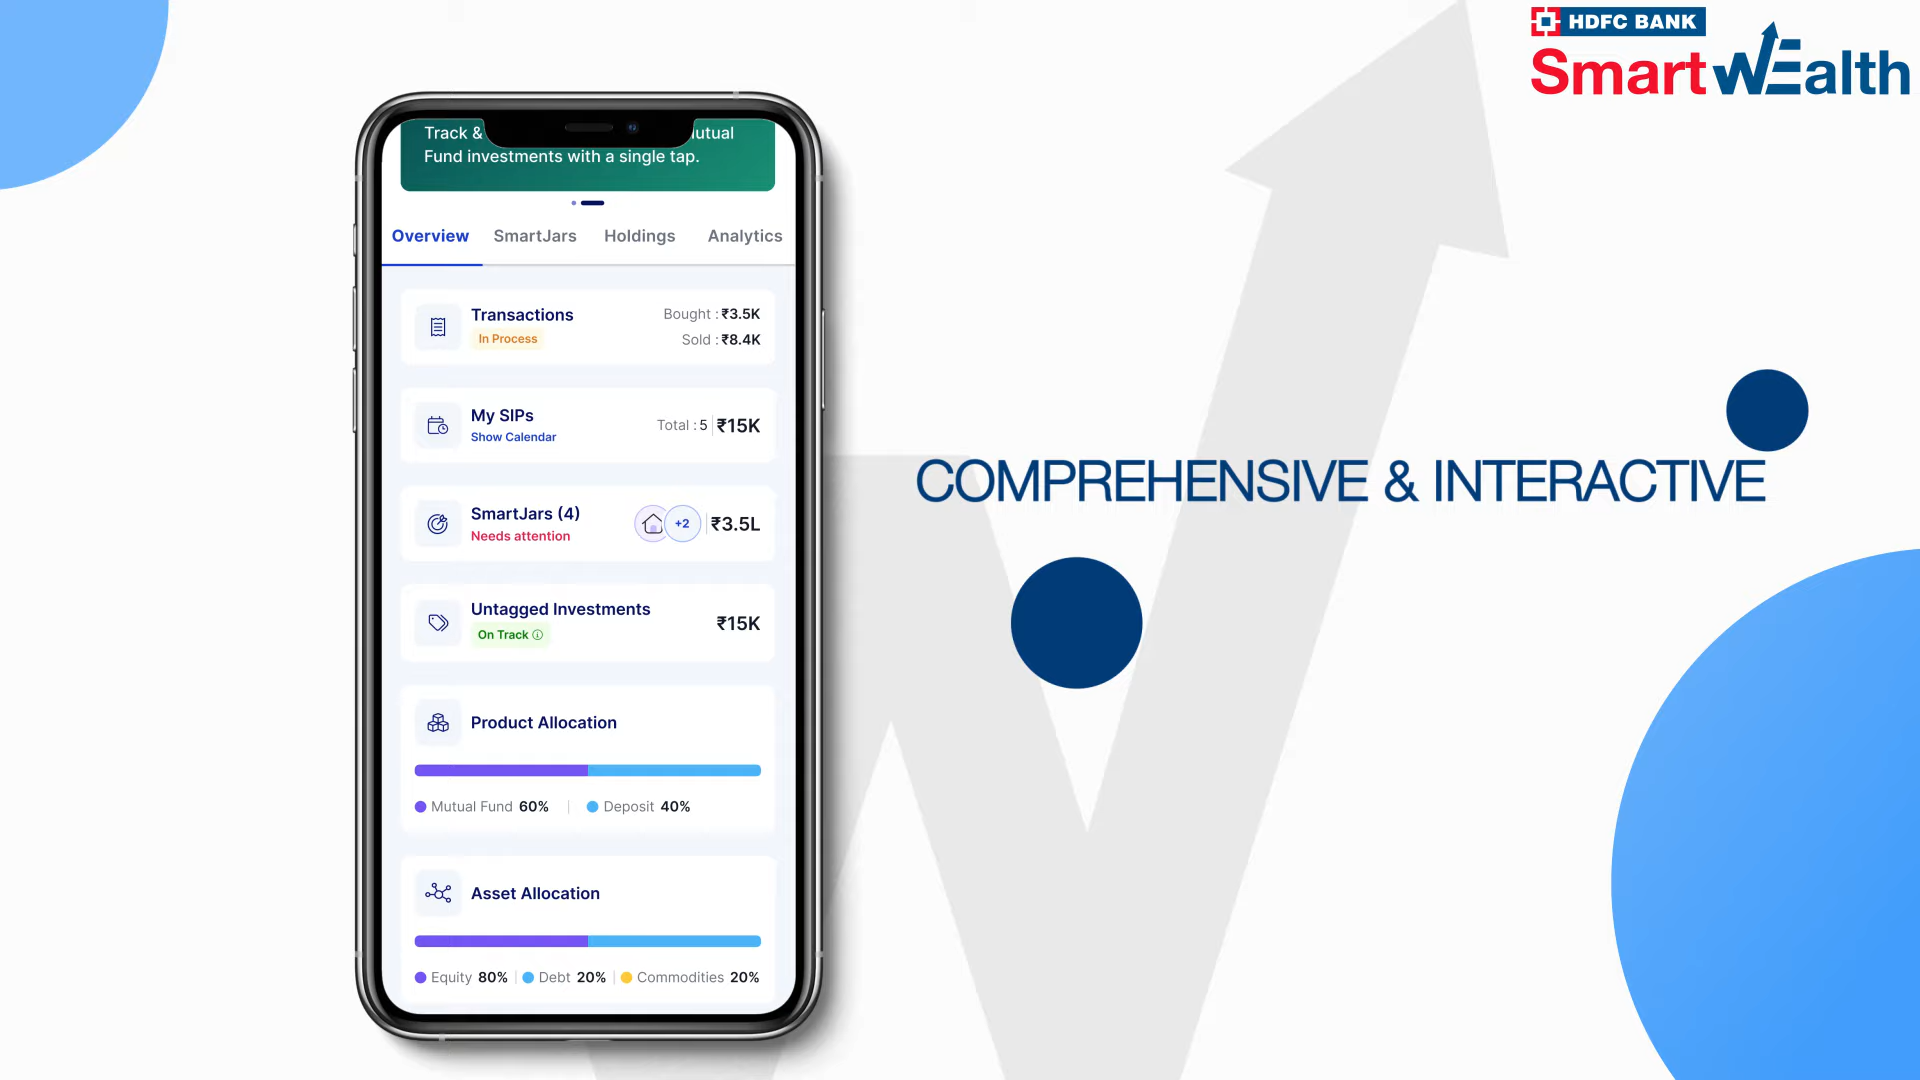 HDFC BANK
SmartWEalth
Track &
Fund investments with a single tap.
Overview SmartJars Holdings Analytics
Transactions
In Process
Bought : ₹3.5K
Sold : ₹8.4K
My SIPs
Show Calendar
Total : 5 ₹15K
SmartJars (4)
Needs attention
+2 ₹3.5L
Untagged Investments
On Track
₹15K
Product Allocation
Mutual Fund 60% Deposit 40%
Asset Allocation
Equity 80% Debt 20% Commodities 20%
COMPREHENSIVE & INTERACTIVE